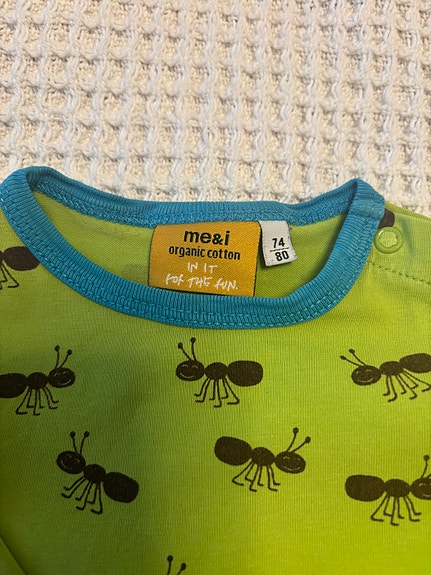 me&i
organic cotton
IN IT
FOR THE FUN.
74
80